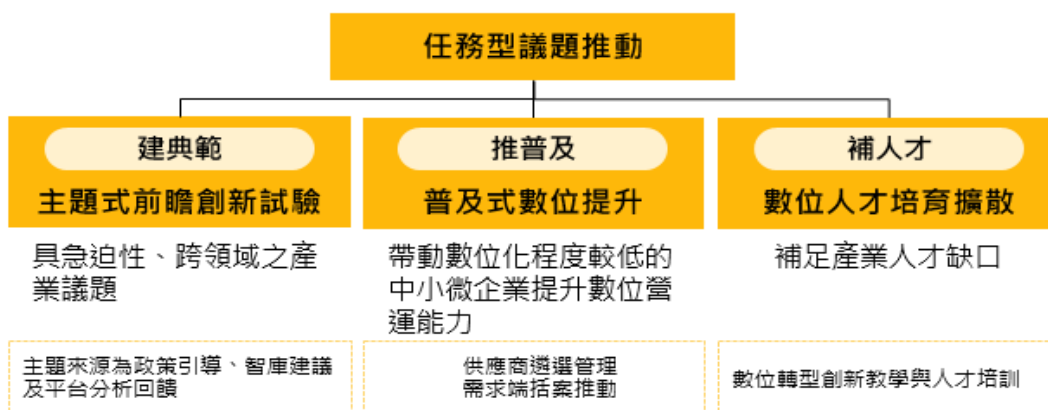 任務型議題推動
建典範
主題式前瞻創新試驗
具急迫性、跨領域之產
業議題
主題來源為政策引導、智庫建議
及平台分析回饋
推普及
普及式數位提升
帶動數位化程度較低的
中小微企業提升數位營
運能力
供應商遴選管理
需求端括案推動
補人才
數位人才培育擴散
補足產業人才缺口
數位轉型創新教學與人才培訓